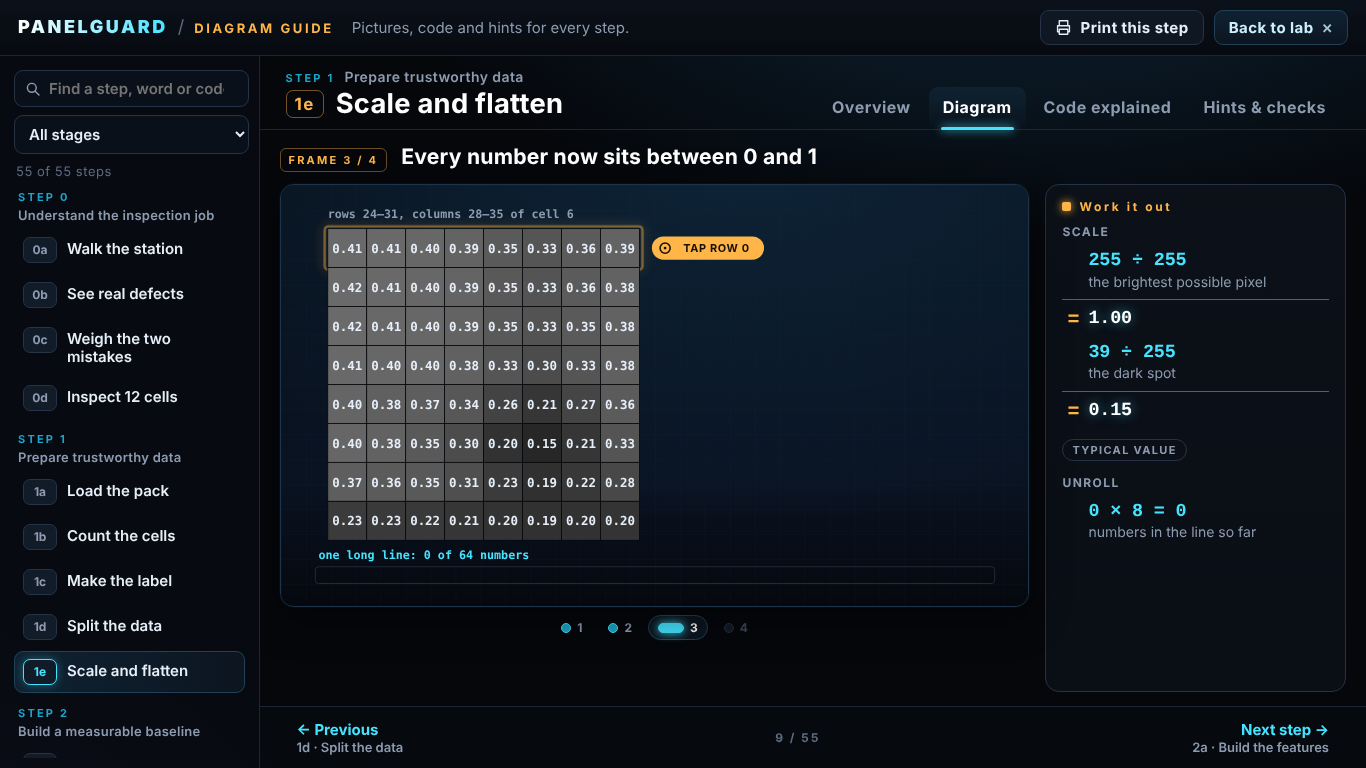 PANELGUARD / DIAGRAM GUIDE Pictures, code and hints for every step.
Print this step
Back to lab ×
Find a step, word or cod
All stages
55 of 55 steps
STEP 0
Understand the inspection job
0a Walk the station
0b See real defects
0c Weigh the two
mistakes
0d Inspect 12 cells
STEP 1
Prepare trustworthy data
1a Load the pack
1b Count the cells
1c Make the label
1d Split the data
1e Scale and flatten
STEP 2
Build a measurable baseline
STEP 1 Prepare trustworthy data
1e Scale and flatten
Overview
Diagram
Code explained
Hints & checks
FRAME 3 / 4 Every number now sits between 0 and 1
rows 24–31, columns 28–35 of cell 6
0.41 0.41 0.40 0.39 0.35 0.33 0.36 0.39
TAP ROW 0
0.42 0.41 0.40 0.39 0.35 0.33 0.36 0.38
0.42 0.41 0.40 0.39 0.35 0.33 0.35 0.38
0.41 0.40 0.40 0.38 0.33 0.30 0.33 0.38
0.40 0.38 0.37 0.34 0.26 0.21 0.27 0.36
0.40 0.38 0.35 0.30 0.20 0.15 0.21 0.33
0.37 0.36 0.35 0.31 0.23 0.19 0.22 0.28
0.23 0.23 0.22 0.21 0.20 0.19 0.20 0.20
one long line: 0 of 64 numbers
1 2 3 4
Work it out
SCALE
255 ÷ 255
the brightest possible pixel
= 1.00
39 ÷ 255
the dark spot
= 0.15
TYPICAL VALUE
UNROLL
0 × 8 = 0
numbers in the line so far
← Previous
1d · Split the data
9 / 55
Next step →
2a · Build the features